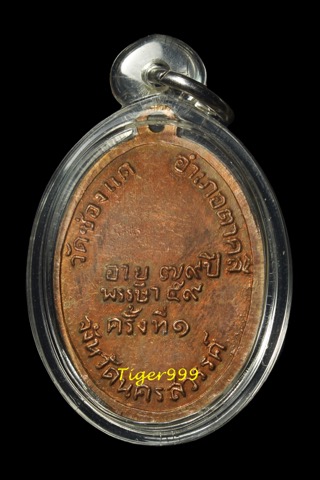 วัดช่องแค อำเภอตาคลี
อายุ ๗๙ ปี
พรรษา ๕๙
ครั้งที่ ๑
จังหวัดนครสวรรค์
Tiger999